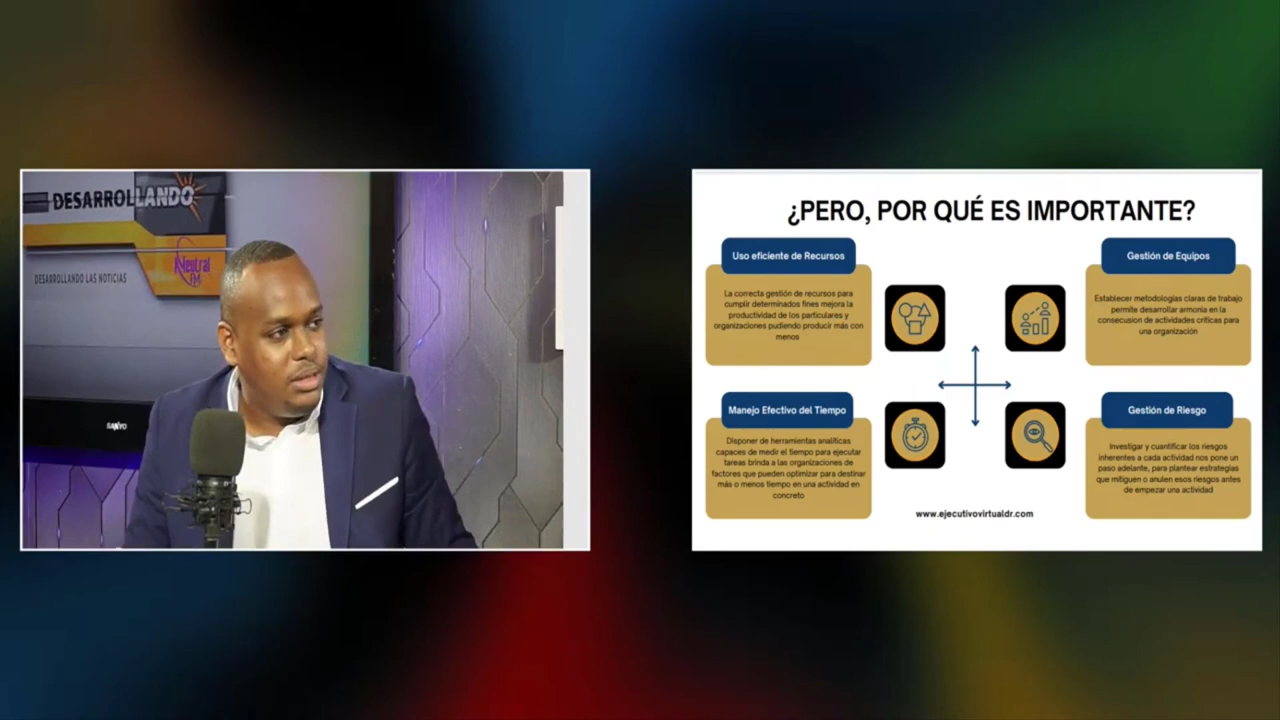 DESARROLLANDO
Neutral
FM
DESARROLLANDO LAS NOTICIAS
SANYO
¿PERO, POR QUÉ ES IMPORTANTE?
Uso eficiente de Recursos
La correcta gestión de recursos para
cumplir determinados fines mejora la
productividad de los particulares y
organizaciones pudiendo producir más con
menos
Gestión de Equipos
Establecer metodologías claras de trabajo
permite desarrollar armonía en la
consecusion de actividades críticas para
una organización
Manejo Efectivo del Tiempo
Disponer de herramientas analíticas
capaces de medir el tiempo para ejecutar
tareas brinda a las organizaciones de
factores que pueden optimizar para destinar
más o menos tiempo en una actividad en
concreto
Gestión de Riesgo
Investigar y cuantificar los riesgos
inherentes a cada actividad nos pone un
paso adelante, para plantear estrategias
que mitiguen o anulen esos riesgos antes
de empezar una actividad
www.ejecutivovirtualdr.com